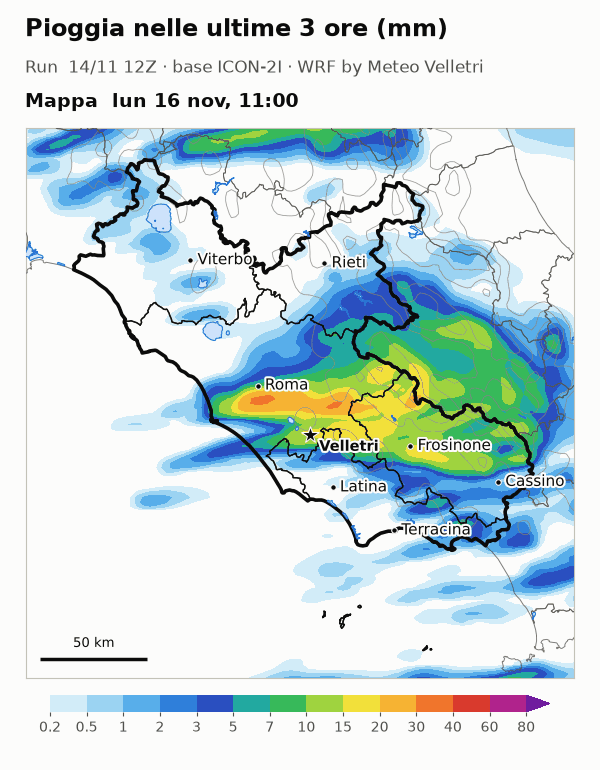 Pioggia nelle ultime 3 ore (mm)
Run  14/11 12Z · base ICON-2I · WRF by Meteo Velletri
Mappa  lun 16 nov, 11:00
Viterbo
Rieti
Roma
Velletri
Frosinone
Latina
Cassino
Terracina
50 km
0.2 0.5 1 2 3 5 7 10 15 20 30 40 60 80